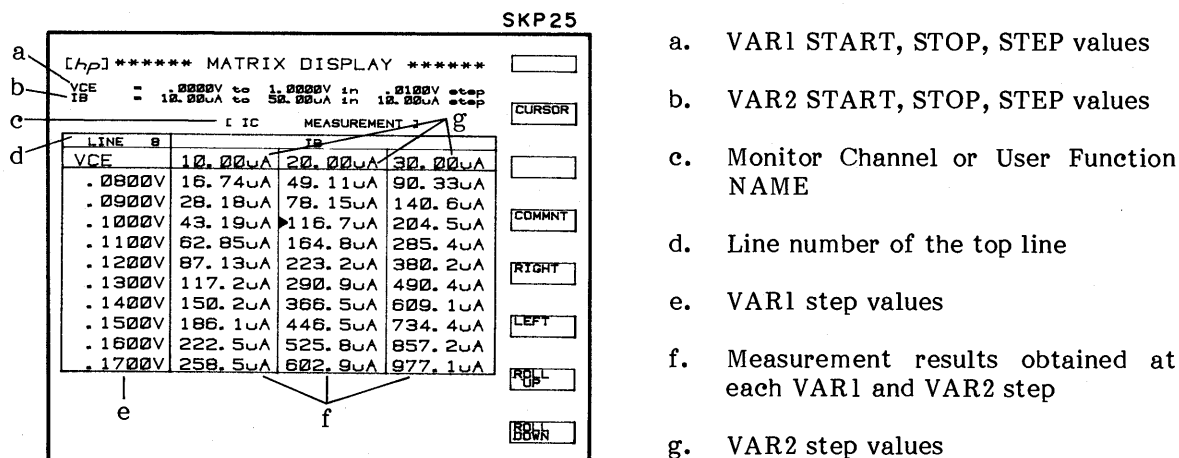 SKP25
[hp]****** MATRIX DISPLAY ******
VCE = .0000V to 1.0000V in .0100V step
IB = 10.00uA to 50.00uA in 10.00uA step
[ IC MEASUREMENT ]
LINE 8 IB
VCE 10.00uA 20.00uA 30.00uA
.0800V 16.74uA 49.11uA 90.33uA
.0900V 28.18uA 78.15uA 140.6uA
.1000V 43.19uA ▶116.7uA 204.5uA
.1100V 62.85uA 164.8uA 285.4uA
.1200V 87.13uA 223.2uA 380.2uA
.1300V 117.2uA 290.9uA 490.4uA
.1400V 150.2uA 366.5uA 609.1uA
.1500V 186.1uA 446.5uA 734.4uA
.1600V 222.5uA 525.8uA 857.2uA
.1700V 258.5uA 602.9uA 977.1uA
CURSOR
COMMNT
RIGHT
LEFT
ROLL
UP
ROLL
DOWN
a
b
c
d
e
f
g
a. VAR1 START, STOP, STEP values
b. VAR2 START, STOP, STEP values
c. Monitor Channel or User Function
NAME
d. Line number of the top line
e. VAR1 step values
f. Measurement results obtained at
each VAR1 and VAR2 step
g. VAR2 step values